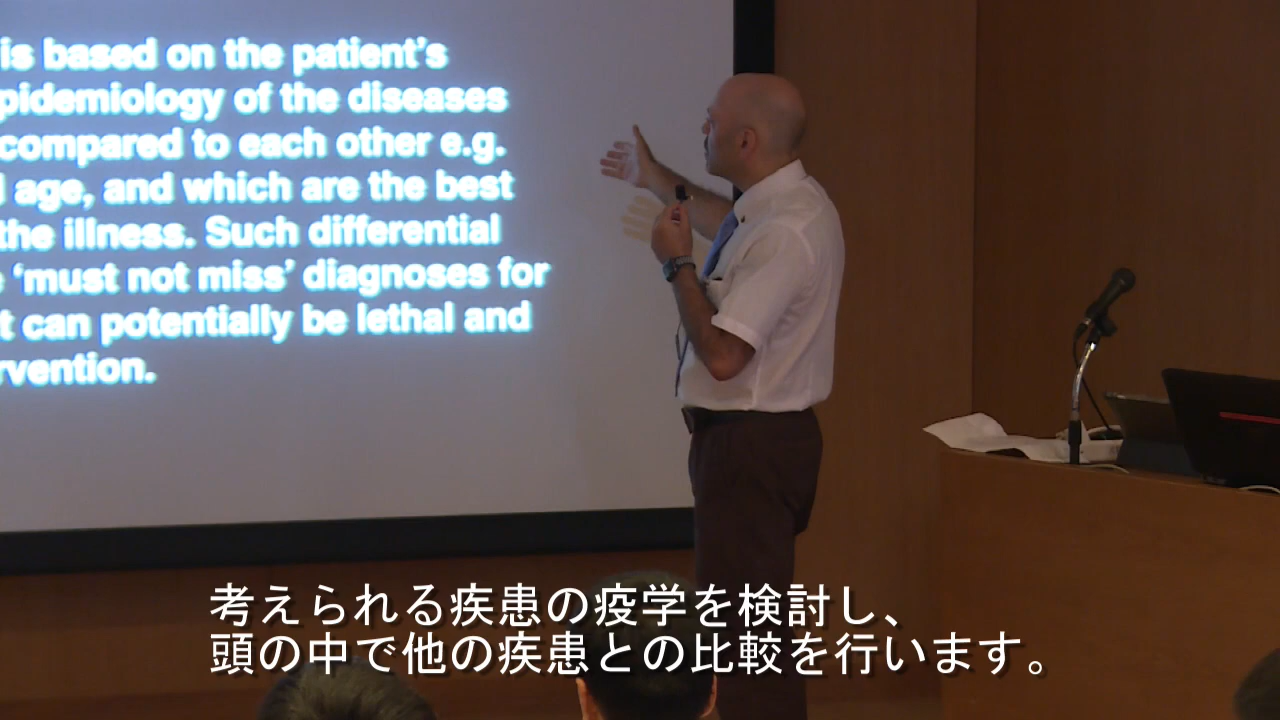 is based on the patient's
pidemiology of the diseases
compared to each other e.g.
age, and which are the best
the illness. Such differential
'must not miss' diagnoses for
can potentially be lethal and
rvention.
考えられる疾患の疫学を検討し、
頭の中で他の疾患との比較を行います。